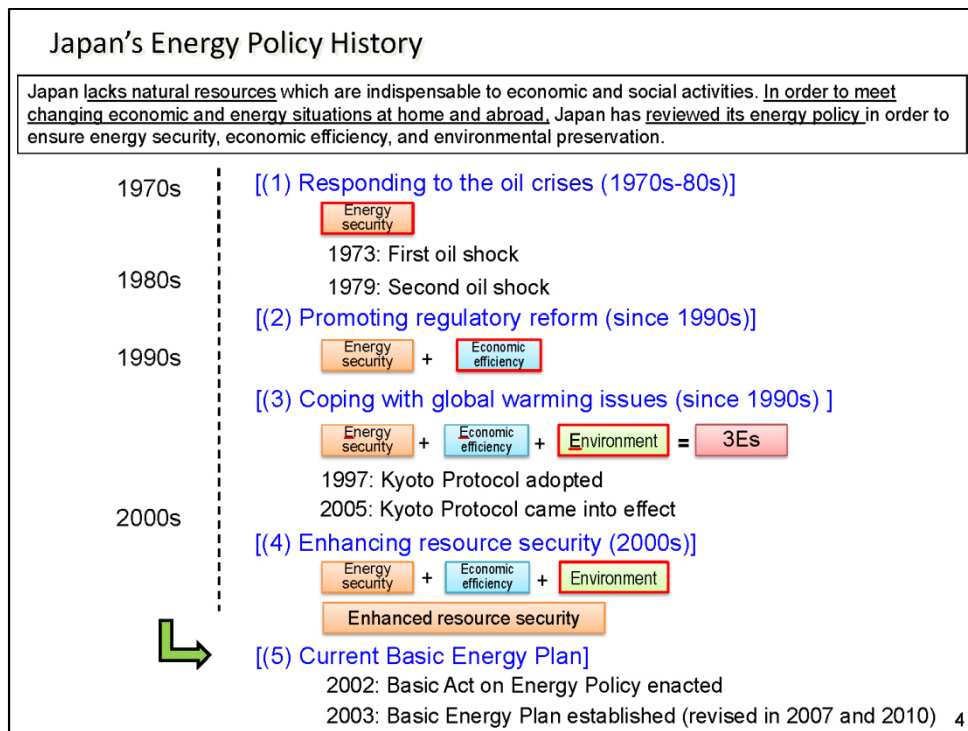 Japan's Energy Policy History
Japan lacks natural resources which are indispensable to economic and social activities. In order to meet
changing economic and energy situations at home and abroad, Japan has reviewed its energy policy in order to
ensure energy security, economic efficiency, and environmental preservation.
1970s
[(1) Responding to the oil crises (1970s-80s)]
Energy
security
1973: First oil shock
1980s
1979: Second oil shock
[(2) Promoting regulatory reform (since 1990s)]
1990s
Energy
security
+
Economic
efficiency
[(3) Coping with global warming issues (since 1990s) ]
Energy
security
+
Economic
efficiency
+
Environment
=
3Es
1997: Kyoto Protocol adopted
2005: Kyoto Protocol came into effect
2000s
[(4) Enhancing resource security (2000s)]
Energy
security
+
Economic
efficiency
+
Environment
Enhanced resource security
[(5) Current Basic Energy Plan]
2002: Basic Act on Energy Policy enacted
2003: Basic Energy Plan established (revised in 2007 and 2010)
4